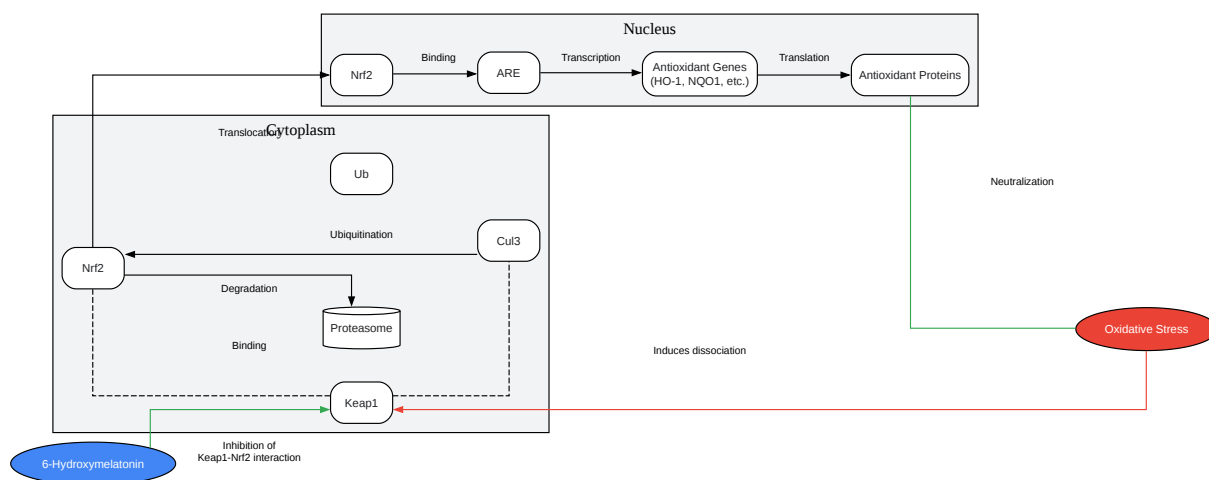 Nucleus
Nrf2
Binding
ARE
Transcription
Antioxidant Genes
(HO-1, NQO1, etc.)
Translation
Antioxidant Proteins
Translocation
Cytoplasm
Ub
Neutralization
Ubiquitination
Cul3
Nrf2
Degradation
Proteasome
Oxidative Stress
Binding
Induces dissociation
Keap1
Inhibition of
Keap1-Nrf2 interaction
6-Hydroxymelatonin